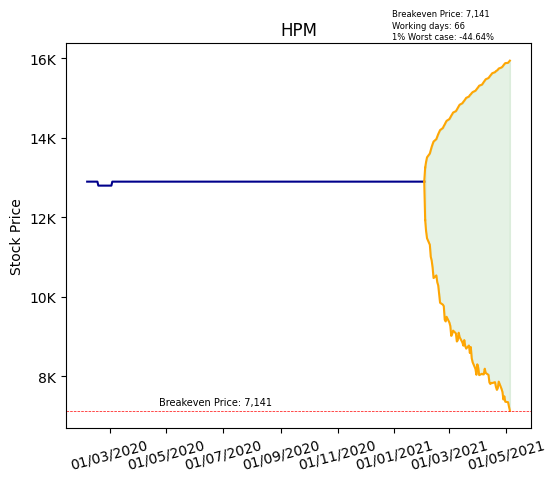 Breakeven Price: 7,141
Working days: 66
1% Worst case: -44.64%
HPM
Stock Price
16K
14K
12K
10K
8K
Breakeven Price: 7,141
01/03/2020
01/05/2020
01/07/2020
01/09/2020
01/11/2020
01/01/2021
01/03/2021
01/05/2021